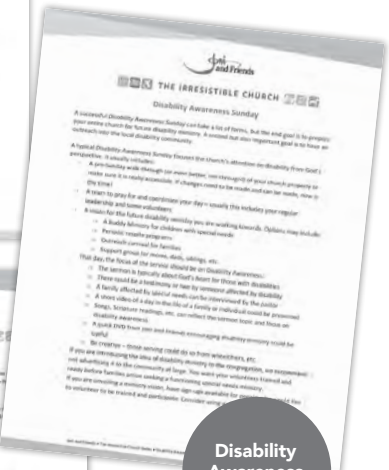 Joni
and Friends
THE IRRESISTIBLE CHURCH
Disability Awareness Sunday
A successful Disability Awareness Sunday can take a lot of forms, but the end goal is to prepare
your entire church for future disability ministry. A second but also important goal is to have an
outreach into the local disability community.
A typical Disability Awareness Sunday focuses the church's attention on disability from God's
perspective. It usually includes:
A pre-Sunday walk-through (or even better, run-through) of your church property to
make sure it is really accessible. If changes need to be made and can be made, now is
the time!
A team to pray for and coordinate your day – usually this includes your regular
leadership and some volunteers
A vision for the future disability ministry you are working towards. Options may include:
A Buddy Ministry for children with special needs
Periodic respite programs
Outreach carnival for families
Support group for moms, dads, siblings, etc.
That day, the focus of the service should be on Disability Awareness:
The sermon is typically about God's heart for those with disabilities
There could be a testimony or two by someone affected by disability
A family affected by special needs can be interviewed by the pastor
A short video of a day in the life of a family or individual could be presented
Songs, Scripture readings, etc. can reflect the sermon topic and focus on
disability awareness
A quick DVD from Joni and Friends encouraging disability ministry could be
useful
Be creative – those serving could do so from wheelchairs, etc.
If you are introducing the idea of disability ministry to the congregation, we recommend
not advertising it to the community at large. You want your volunteers trained and
ready before families arrive seeking a functioning special needs ministry.
If you are unveiling a ministry vision, have sign-ups available for
to volunteer to be trained and participate. Consider using
Disability
Awareness